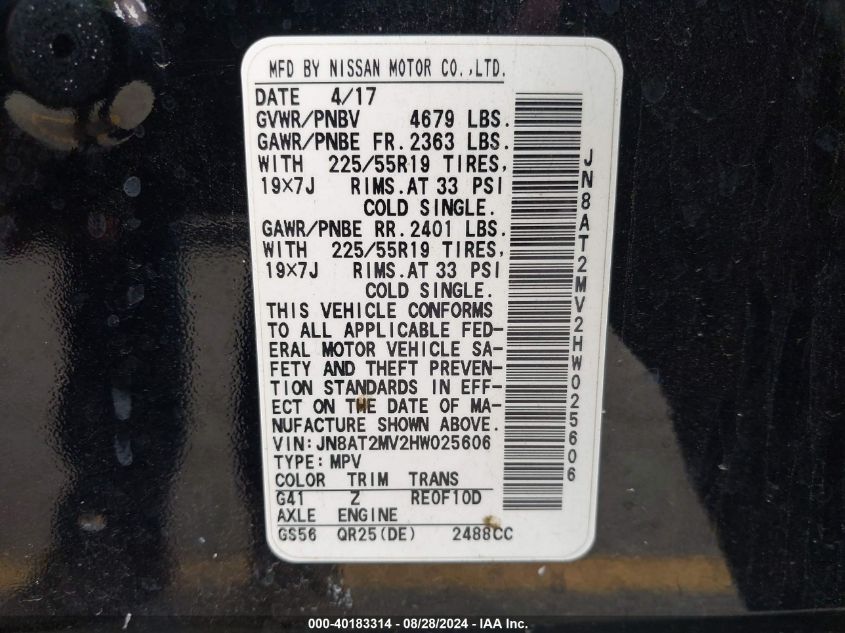 MFD BY NISSAN MOTOR CO.,LTD.
DATE 4/17
GVWR/PNBV 4679 LBS.
GAWR/PNBE FR. 2363 LBS.
WITH 225/55R19 TIRES,
19×7J RIMS. AT 33 PSI
COLD SINGLE.
GAWR/PNBE RR. 2401 LBS.
WITH 225/55R19 TIRES,
19×7J RIMS. AT 33 PSI
COLD SINGLE.
THIS VEHICLE CONFORMS
TO ALL APPLICABLE FED-
ERAL MOTOR VEHICLE SA-
FETY AND THEFT PREVEN-
TION STANDARDS IN EFF-
ECT ON THE DATE OF MA-
NUFACTURE SHOWN ABOVE.
VIN:JN8AT2MV2HW025606
TYPE:MPV
COLOR TRIM TRANS
G41 Z RE0F10D
AXLE ENGINE
GS56 QR25(DE) 2488CC
JN8AT2MV2HW025606
000-40183314 - 08/28/2024 - IAA Inc.